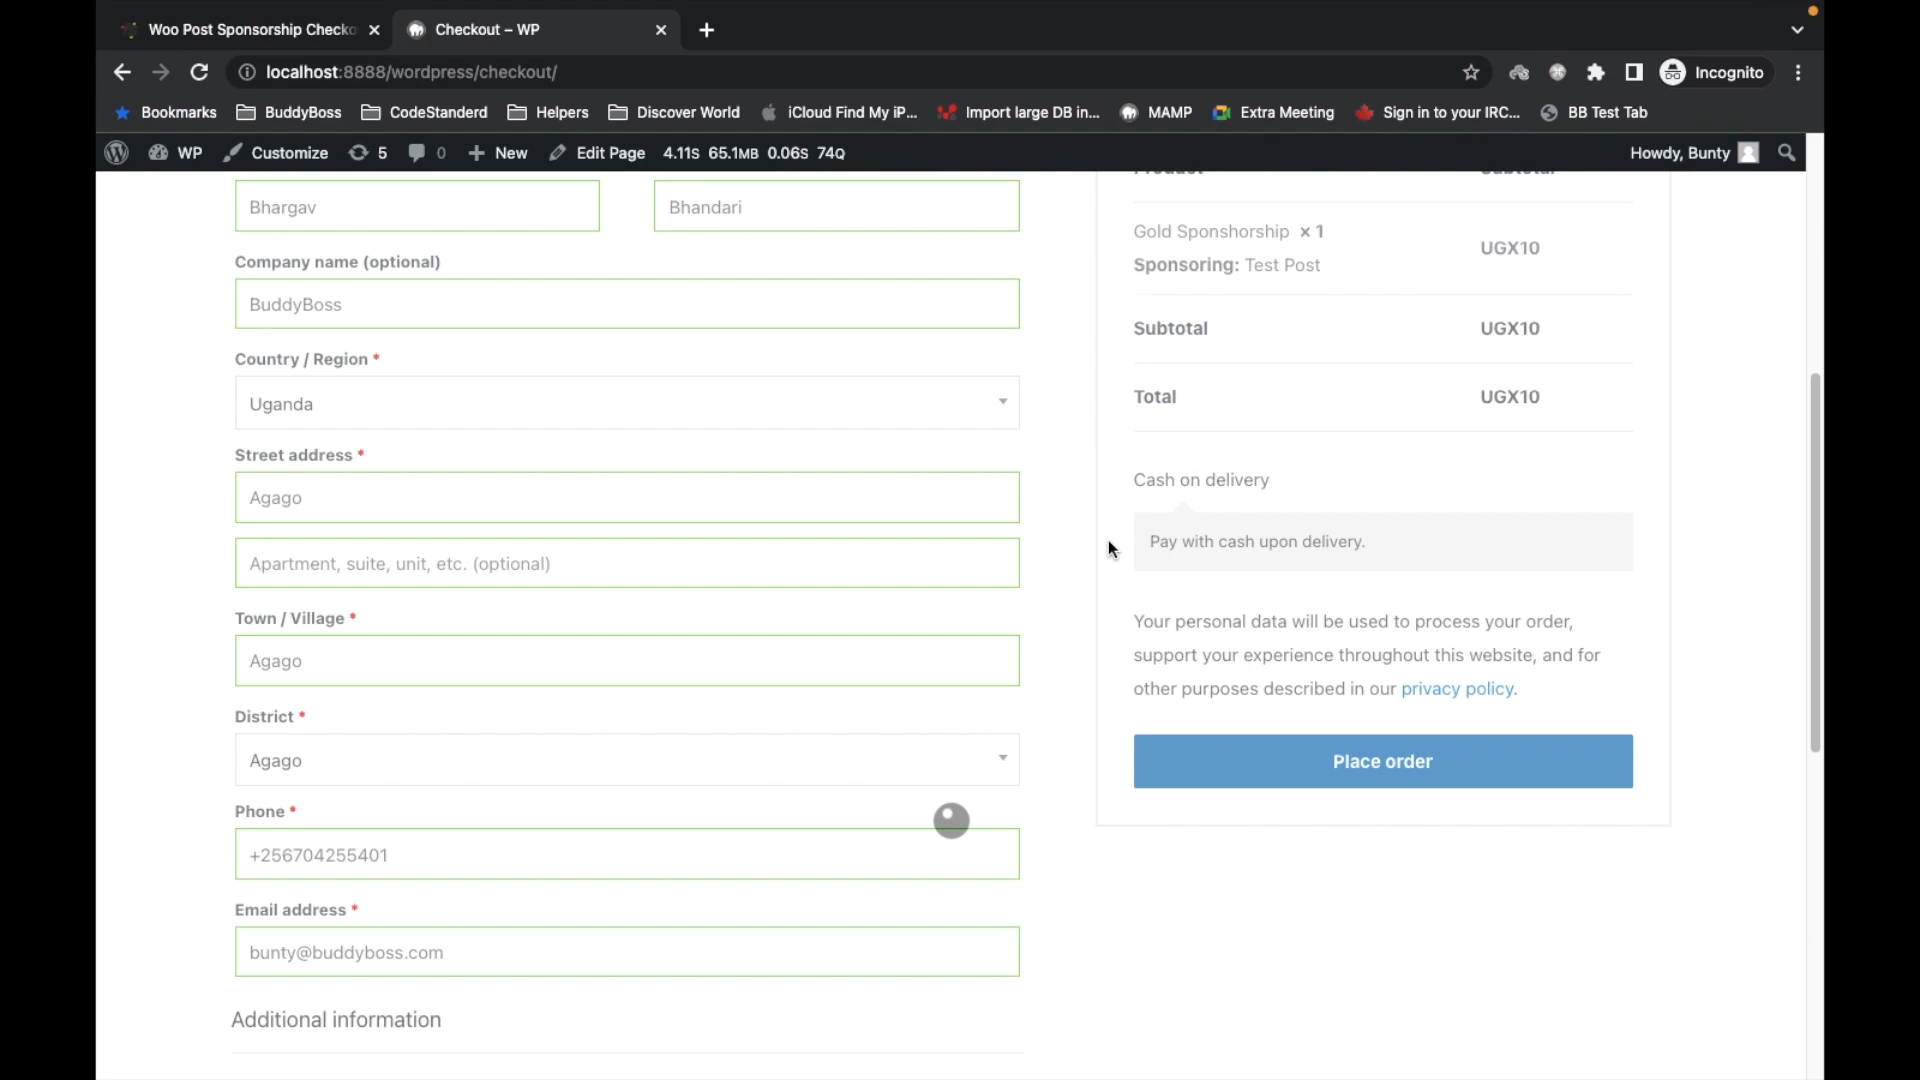 Woo Post Sponsorship Checko
Checkout – WP
localhost:8888/wordpress/checkout/
Incognito
Bookmarks
BuddyBoss
CodeStanderd
Helpers
Discover World
iCloud Find My iP...
Import large DB in...
MAMP
Extra Meeting
Sign in to your IRC...
BB Test Tab
WP
Customize
5
0
New
Edit Page
4.11S 65.1MB 0.06S 74Q
Howdy, Bunty
Bhargav
Bhandari
Company name (optional)
BuddyBoss
Country / Region *
Uganda
Street address *
Agago
Apartment, suite, unit, etc. (optional)
Town / Village *
Agago
District *
Agago
Phone *
+256704255401
Email address *
bunty@buddyboss.com
Additional information
Product Subtotal
Gold Sponshorship × 1
UGX10
Sponsoring: Test Post
Subtotal UGX10
Total UGX10
Cash on delivery
Pay with cash upon delivery.
Your personal data will be used to process your order,
support your experience throughout this website, and for
other purposes described in our privacy policy.
Place order